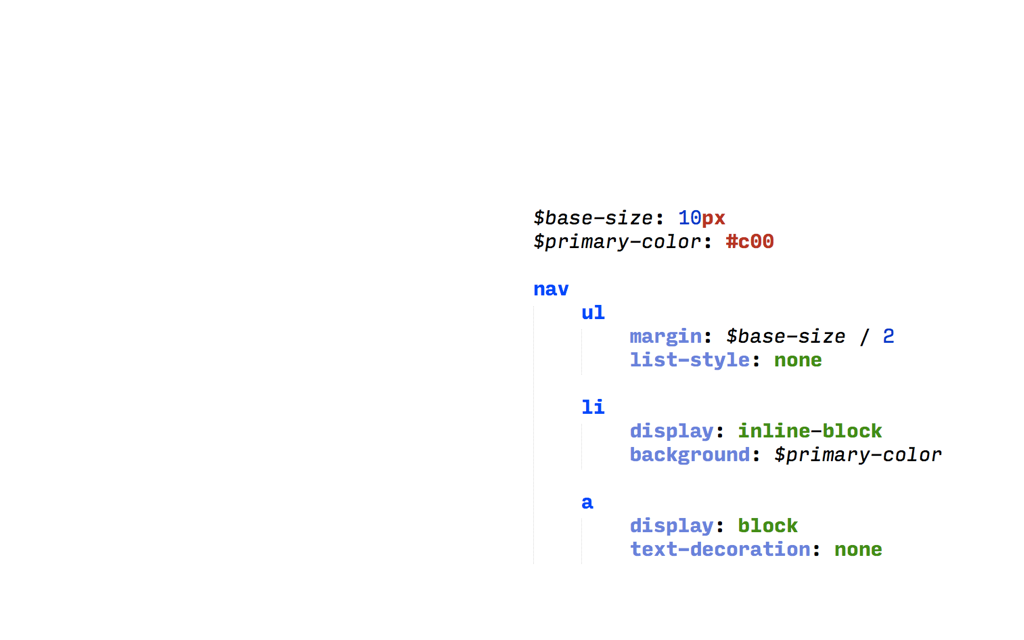 $base-size: 10px
$primary-color: #c00
nav
ul
margin: $base-size / 2
list-style: none
li
display: inline-block
background: $primary-color
a
display: block
text-decoration: none